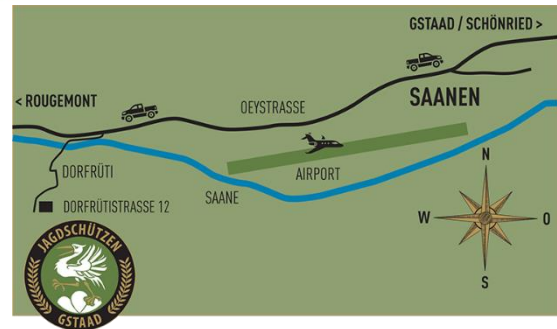 GSTAAD / SCHÖNRIED >
< ROUGEMONT
OEYSTRASSE
SAANEN
DORFRÜTI
SAANE
AIRPORT
DORFRÜTISTRASSE 12
N
W
O
S
JAGDSCHÜTZEN
GSTAAD